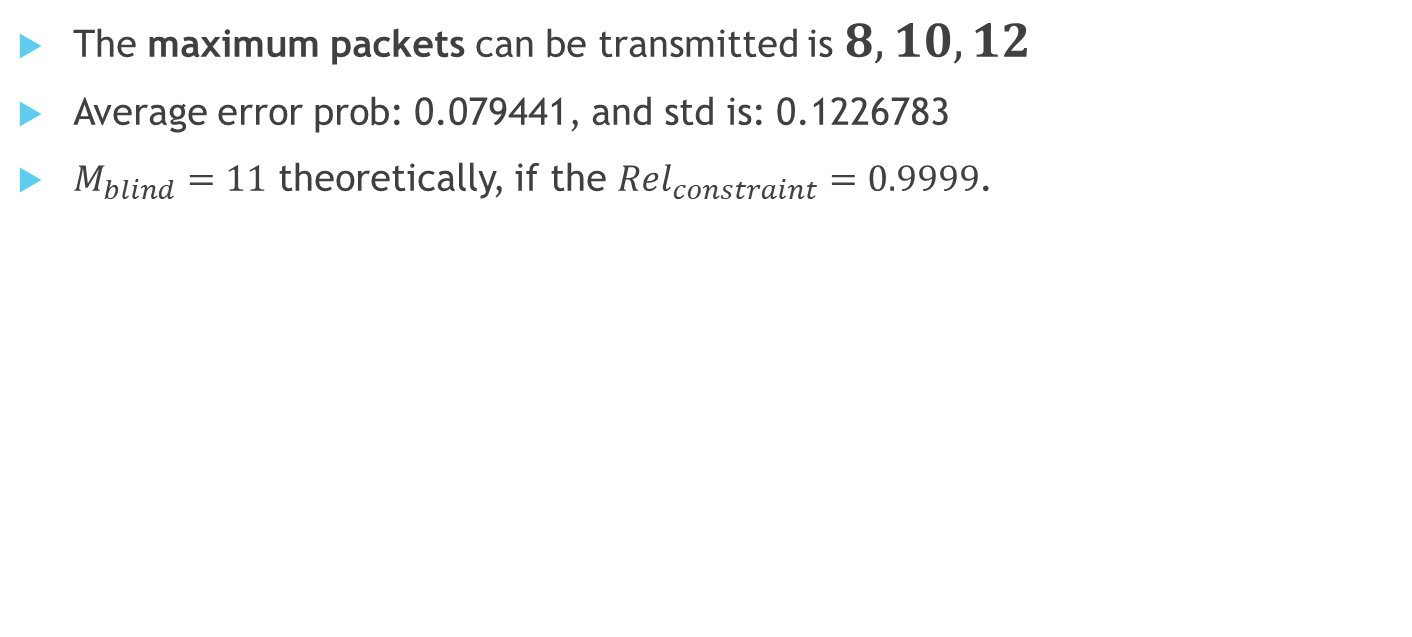 The maximum packets can be transmitted is 8, 10, 12
Average error prob: 0.079441, and std is: 0.1226783
M_blind = 11 theoretically, if the Rel_constraint = 0.9999.